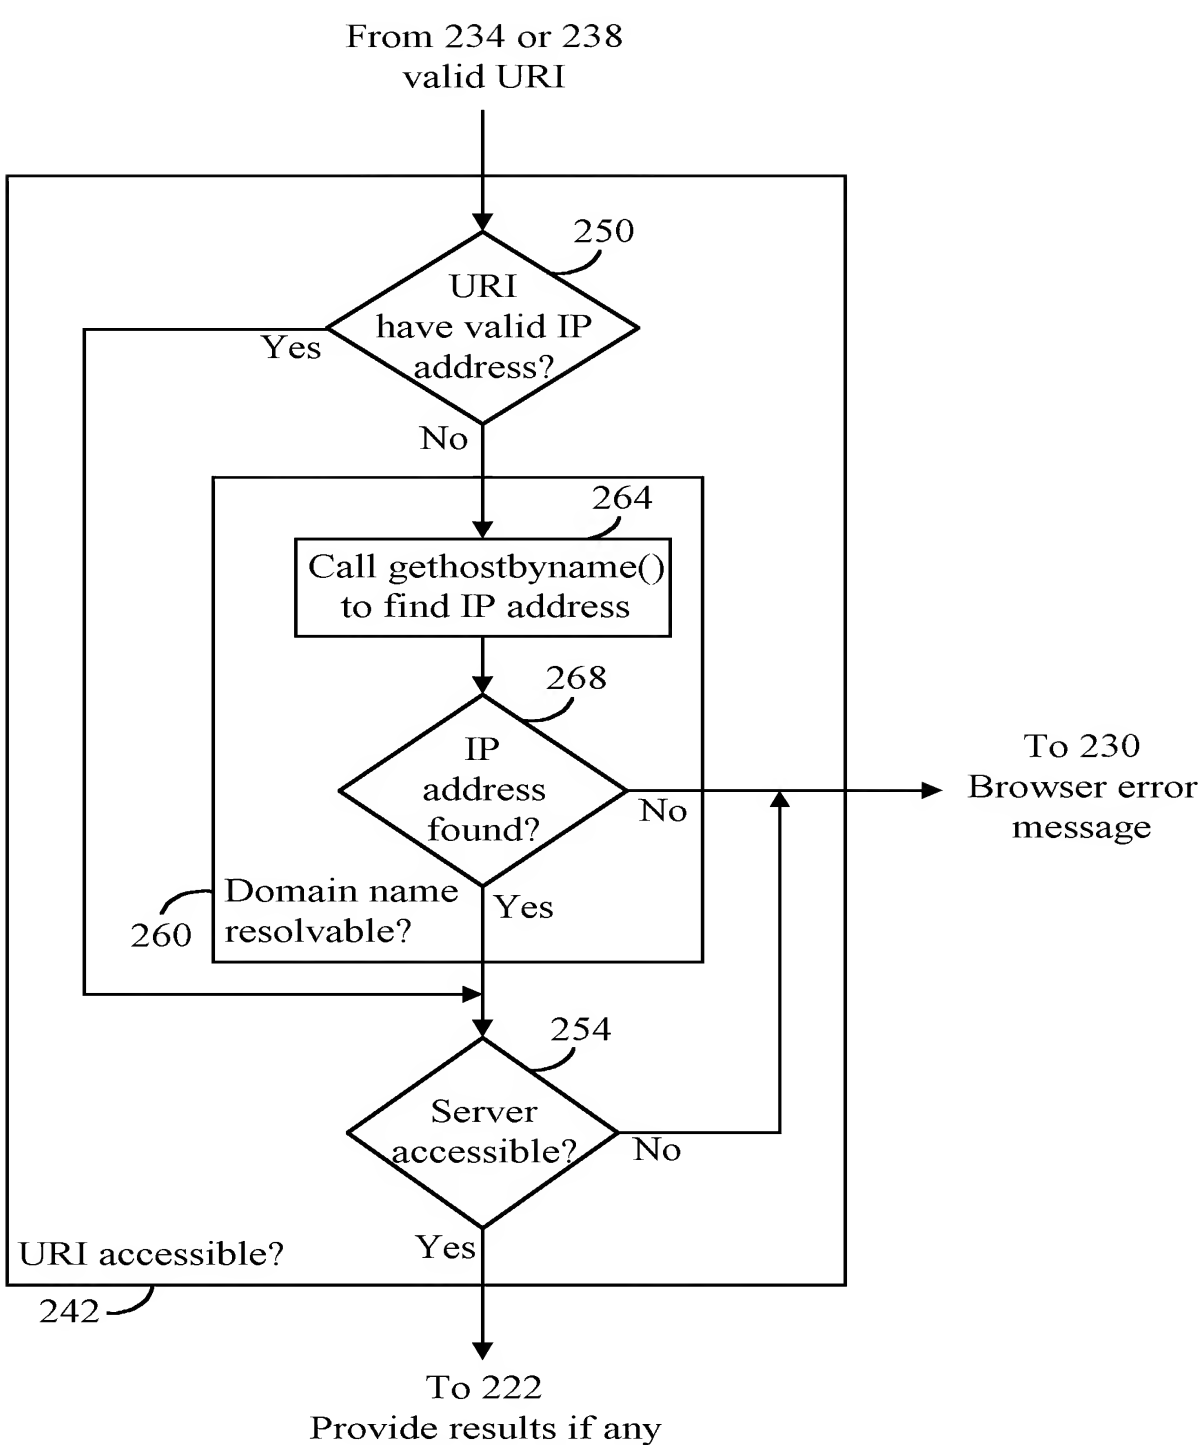 From 234 or 238
valid URI
250
URI
have valid IP
address?
Yes
No
264
Call gethostbyname()
to find IP address
268
IP
address
found?
No
To 230
Browser error
message
Yes
Domain name
resolvable?
260
254
Server
accessible?
No
Yes
URI accessible?
242
To 222
Provide results if any